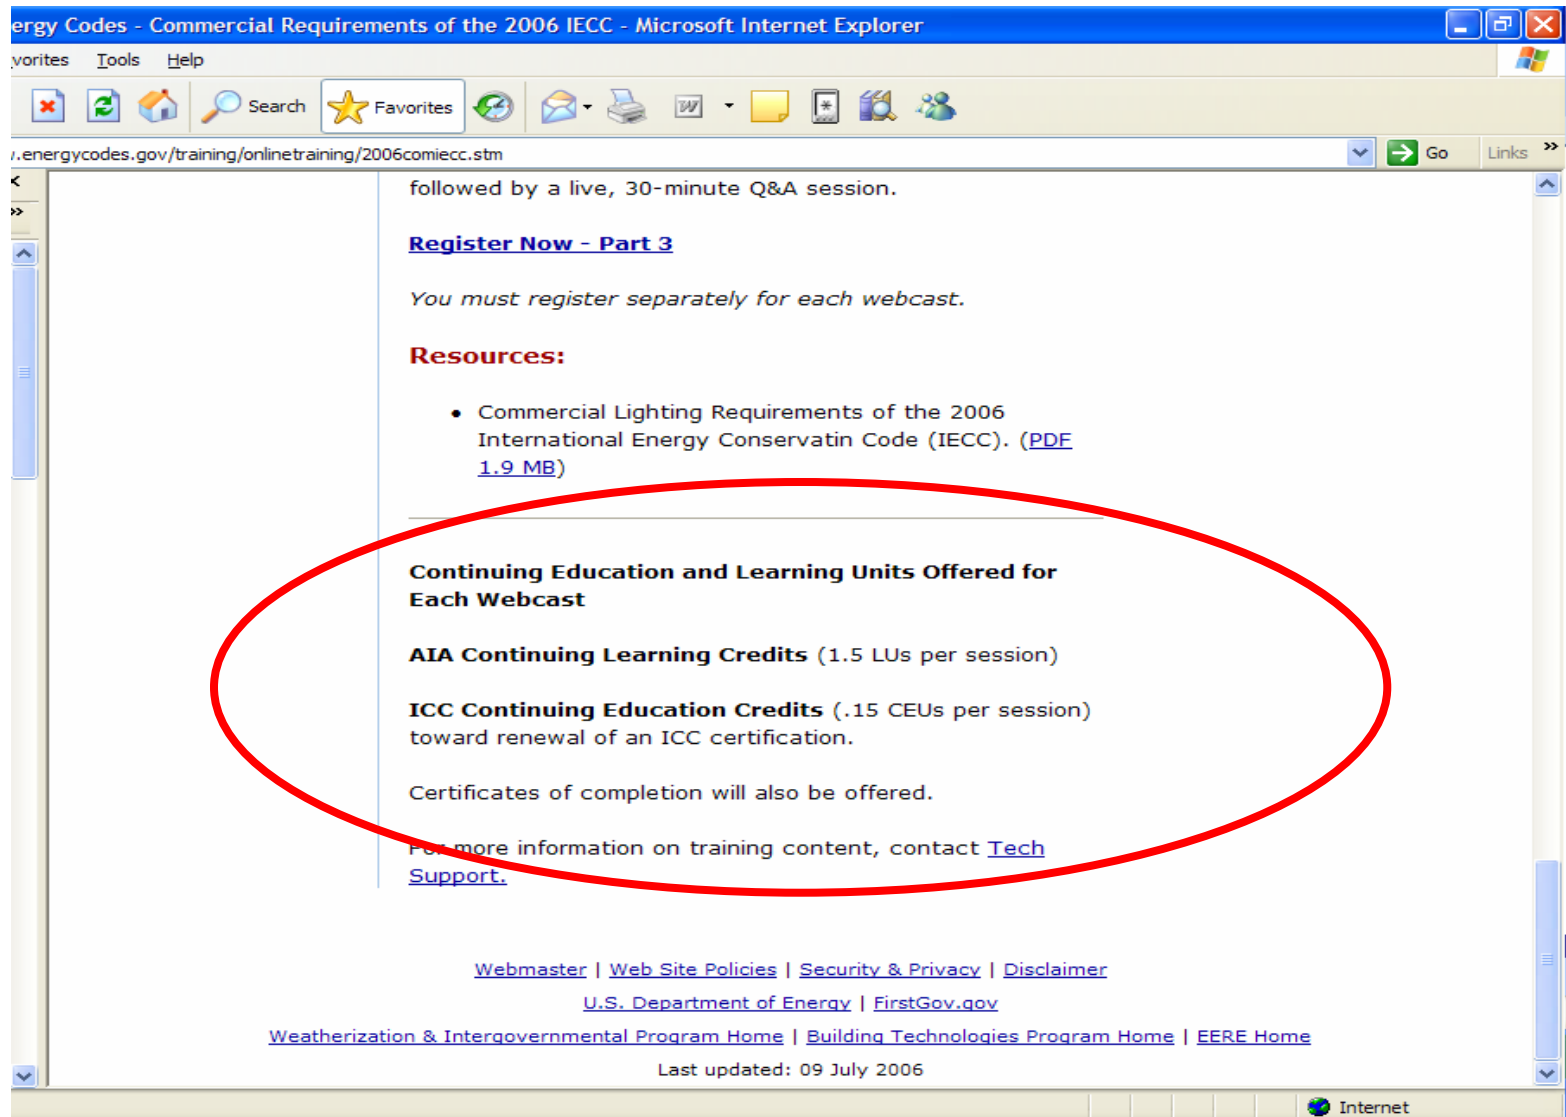 ergy Codes - Commercial Requirements of the 2006 IECC - Microsoft Internet Explorer
vorites Tools Help
Search Favorites
.energycodes.gov/training/onlinetraining/2006comiecc.stm Go Links »
followed by a live, 30-minute Q&A session.
Register Now - Part 3
You must register separately for each webcast.
Resources:
• Commercial Lighting Requirements of the 2006
International Energy Conservatin Code (IECC). (PDF
1.9 MB)
Continuing Education and Learning Units Offered for
Each Webcast
AIA Continuing Learning Credits (1.5 LUs per session)
ICC Continuing Education Credits (.15 CEUs per session)
toward renewal of an ICC certification.
Certificates of completion will also be offered.
For more information on training content, contact Tech
Support.
Webmaster | Web Site Policies | Security & Privacy | Disclaimer
U.S. Department of Energy | FirstGov.gov
Weatherization & Intergovernmental Program Home | Building Technologies Program Home | EERE Home
Last updated: 09 July 2006
Internet